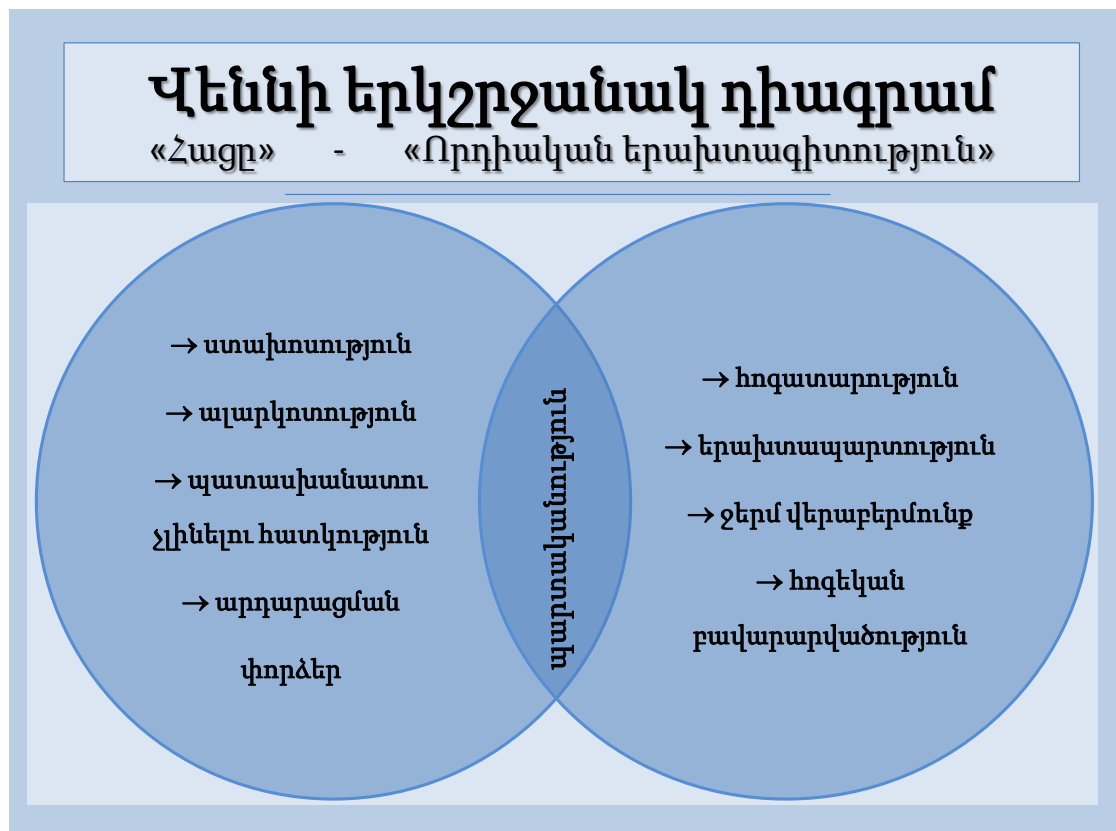 Վեննի երկշրջանակ դիագրամ
«Հացը» - «Որդիական երախտագիտություն»
→ ստախոսություն
→ ալարկոտություն
→ պատասխանատու
չլինելու հատկություն
→ արդարացման
փորձեր
պարտականություն
→ հոգատարություն
→ երախտապարտություն
→ ջերմ վերաբերմունք
→ հոգեկան
բավարարվածություն